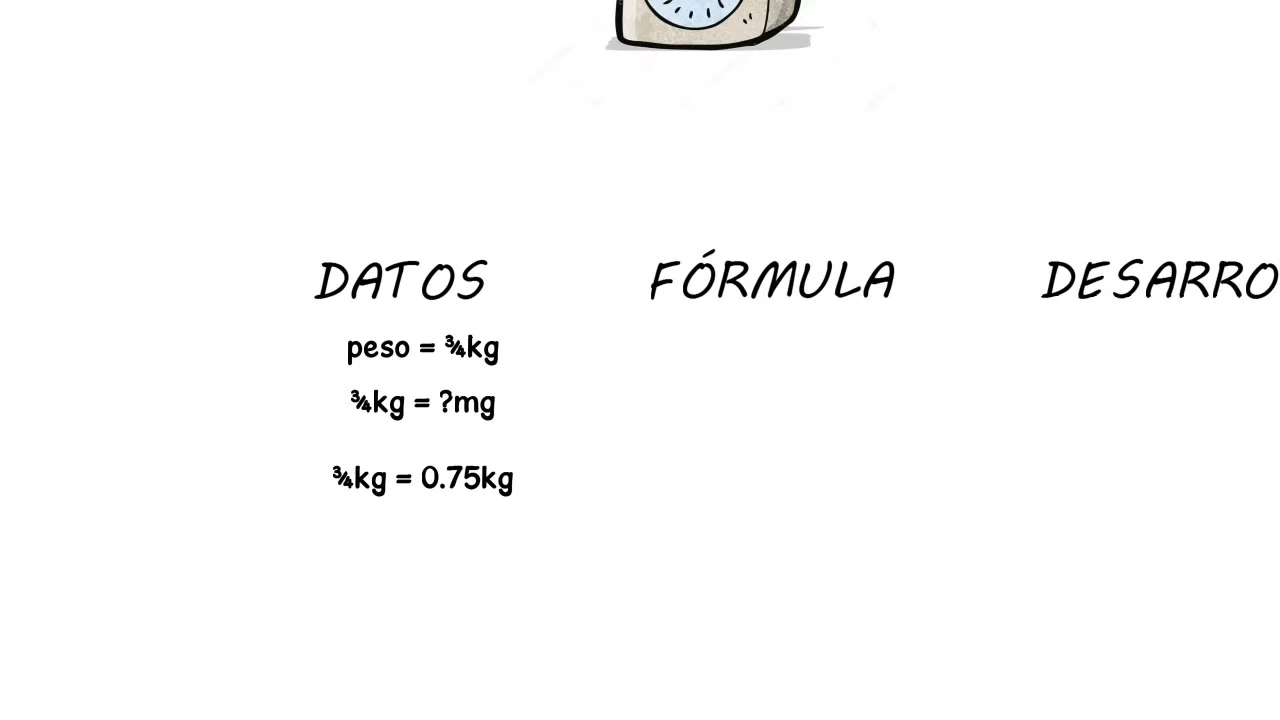 DATOS FÓRMULA DESARRO
peso = ¾kg
¾kg = ?mg
¾kg = 0.75kg